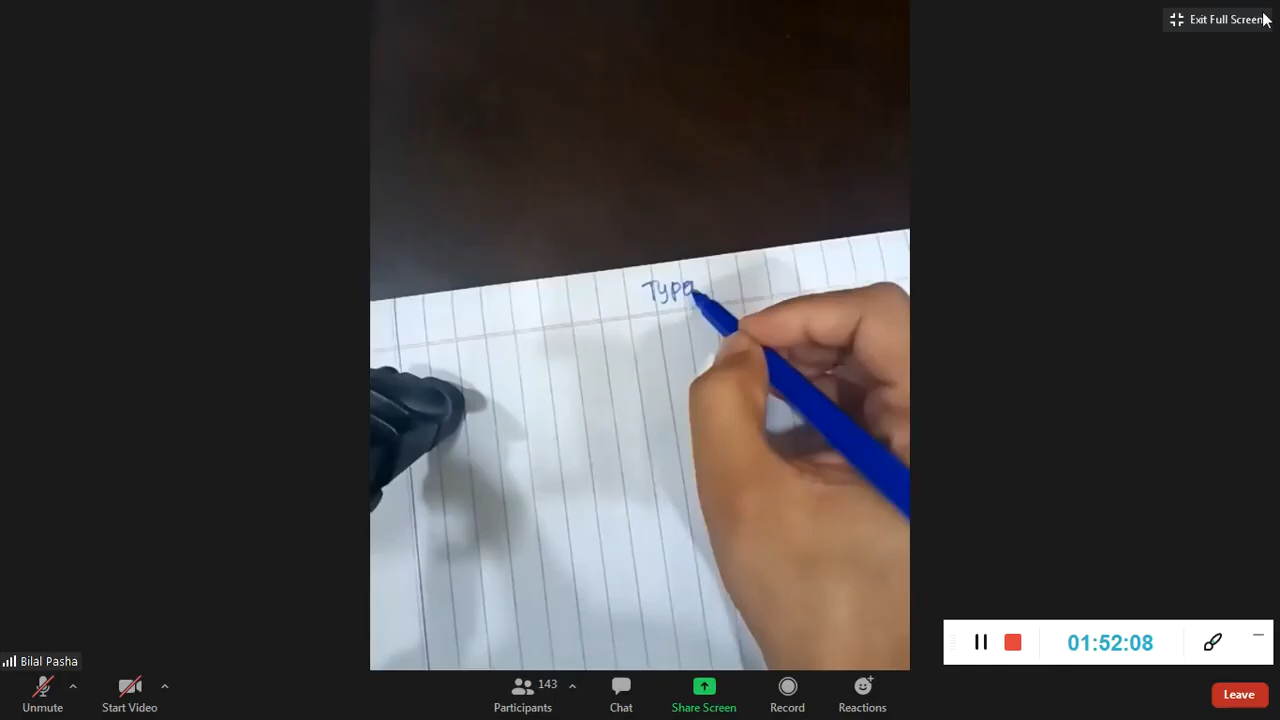 Exit Full Screen
Type
01:52:08
Bilal Pasha
Unmute
Start Video
143
Participants
Chat
Share Screen
Record
Reactions
Leave